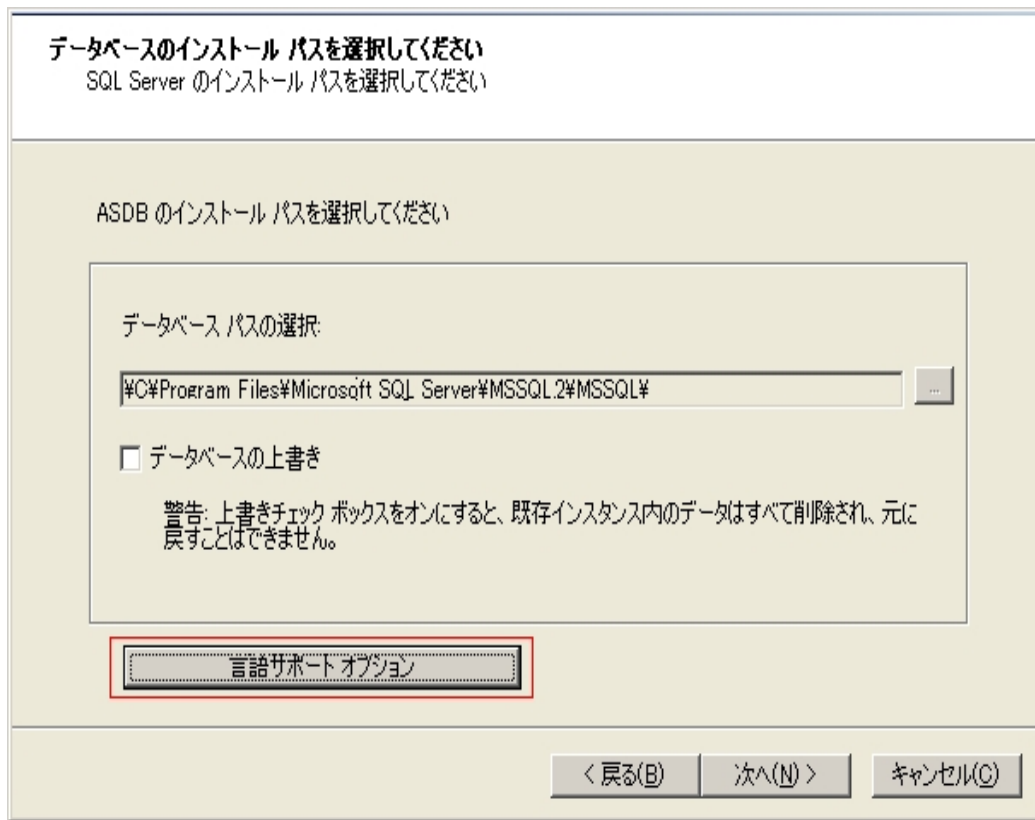 データベースのインストール パスを選択してください
SQL Server のインストール パスを選択してください
ASDB のインストール パスを選択してください
データベース パスの選択:
¥C¥Program Files¥Microsoft SQL Server¥MSSQL.2¥MSSQL¥
...
データベースの上書き
警告: 上書きチェック ボックスをオンにすると、既存インスタンス内のデータはすべて削除され、元に
戻すことはできません。
言語サポート オプション
< 戻る(B)
次へ(N) >
キャンセル(C)